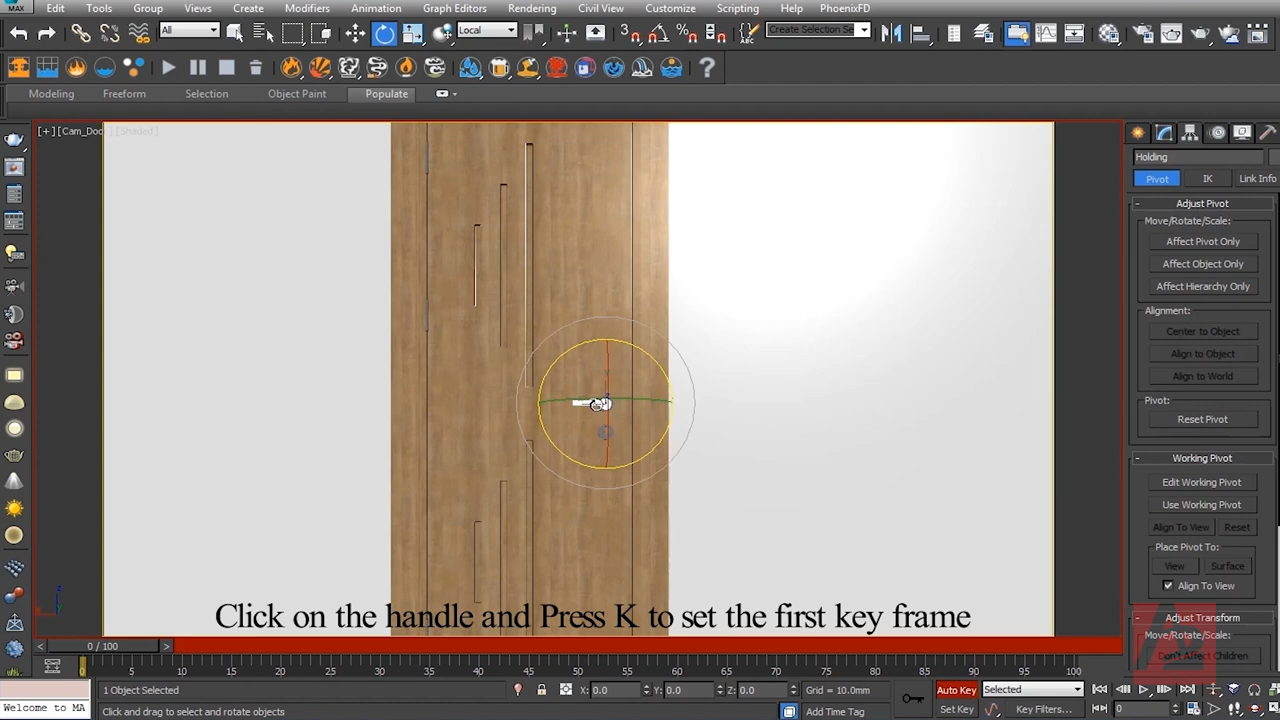 MAX
Edit Tools Group Views Create Modifiers Animation Graph Editors Rendering Civil View Customize Scripting Help PhoenixFD
All Local Create Selection Se
Modeling Freeform Selection Object Paint Populate
[+] [Cam_Doo [Shaded]
Holding
Pivot IK Link Info
- Adjust Pivot
Move/Rotate/Scale:
Affect Pivot Only
Affect Object Only
Affect Hierarchy Only
Alignment:
Center to Object
Align to Object
Align to World
Pivot:
Reset Pivot
- Working Pivot
Edit Working Pivot
Use Working Pivot
Align To View Reset
Place Pivot To:
View Surface
Align To View
- Adjust Transform
Move/Rotate/Scale:
Don't Affect Children
Click on the handle and Press K to set the first key frame
< 0 / 100 >
0 5 10 15 20 25 30 35 40 45 50 55 60 65 70 75 80 85 90 95 100
1 Object Selected X: 0.0 Y: 0.0 Z: 0.0 Grid = 10.0mm Auto Key Selected
Welcome to MA Click and drag to select and rotate objects Add Time Tag Set Key Key Filters... 0